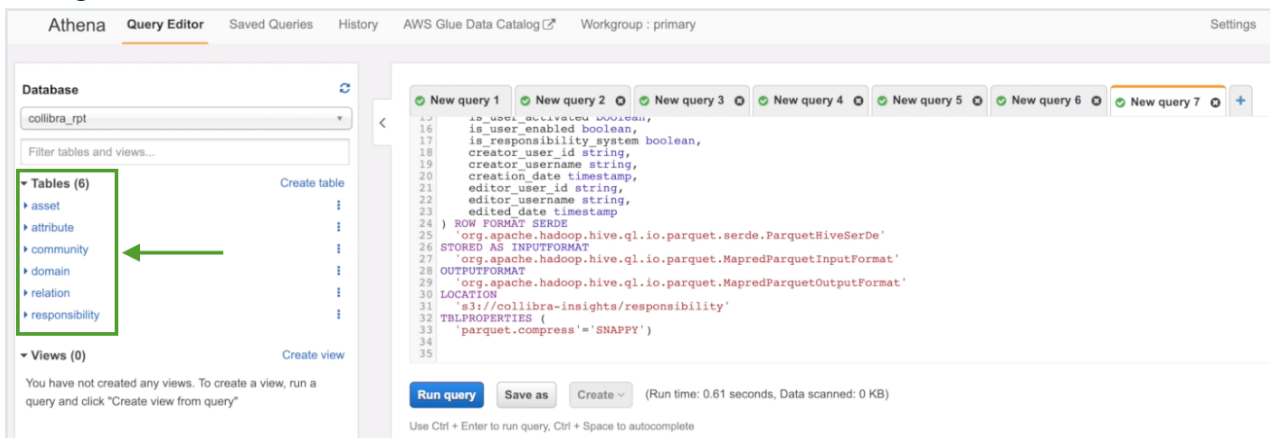 Athena Query Editor Saved Queries History AWS Glue Data Catalog Workgroup : primary Settings
Database
collibra_rpt
Filter tables and views...
Tables (6) Create table
asset
attribute
community
domain
relation
responsibility
Views (0) Create view
You have not created any views. To create a view, run a
query and click "Create view from query"
New query 1 New query 2 New query 3 New query 4 New query 5 New query 6 New query 7 +
15 is_user_activated boolean,
16 is_user_enabled boolean,
17 is_responsibility_system boolean,
18 creator_user_id string,
19 creator_username string,
20 creation_date timestamp,
21 editor_user_id string,
22 editor_username string,
23 edited_date timestamp
24 ) ROW FORMAT SERDE
25 'org.apache.hadoop.hive.ql.io.parquet.serde.ParquetHiveSerDe'
26 STORED AS INPUTFORMAT
27 'org.apache.hadoop.hive.ql.io.parquet.MapredParquetInputFormat'
28 OUTPUTFORMAT
29 'org.apache.hadoop.hive.ql.io.parquet.MapredParquetOutputFormat'
30 LOCATION
31 's3://collibra-insights/responsibility'
32 TBLPROPERTIES (
33 'parquet.compress'='SNAPPY')
34
35
Run query Save as Create (Run time: 0.61 seconds, Data scanned: 0 KB)
Use Ctrl + Enter to run query, Ctrl + Space to autocomplete